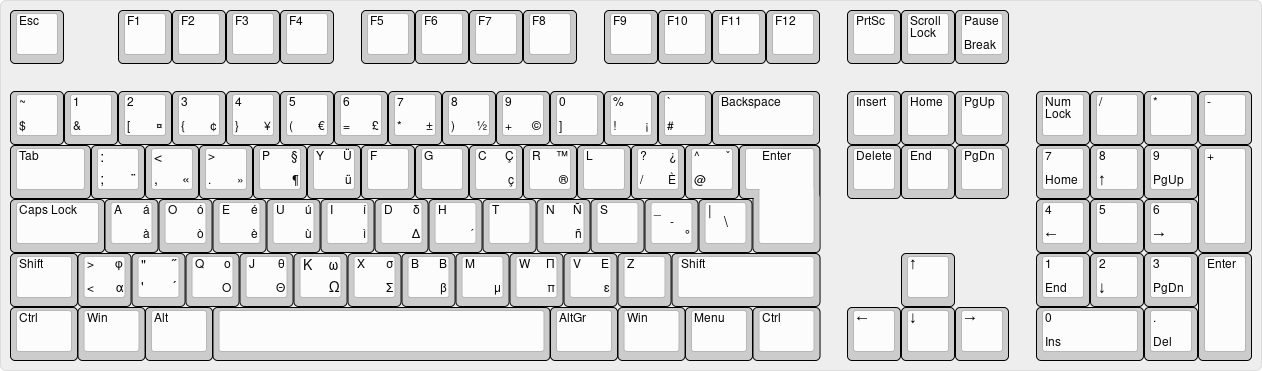 Esc F1 F2 F3 F4 F5 F6 F7 F8 F9 F10 F11 F12 PrtSc Scroll Pause
Lock
Break
~ 1 2 3 4 5 6 7 8 9 0 % ` Backspace Insert Home PgUp Num / * -
Lock
$ & [ ¤ { ¢ } ¥ ( € = £ * ± ) ½ + © ] ! ¡ #
Tab : < > P § Y Ü F G C Ç R ™ L ? ¿ ^ ˇ Enter Delete End PgDn 7 8 9 +
; ¨ , « . » ¶ ü ç ® / È @ Home ↑ PgUp
Caps Lock A á O ó E é U ú I í D δ H T N Ñ S _ | 4 5 6
- \
à ò è ù ì Δ ´ ñ ° ← →
Shift > φ " ˝ Q ο J θ K ω X σ B Β M W Π V Ε Z Shift ↑ 1 2 3 Enter
< α ' ´ Ο Θ Ω Σ β μ π ε End ↓ PgDn
Ctrl Win Alt AltGr Win Menu Ctrl ← ↓ → 0 .
Ins Del